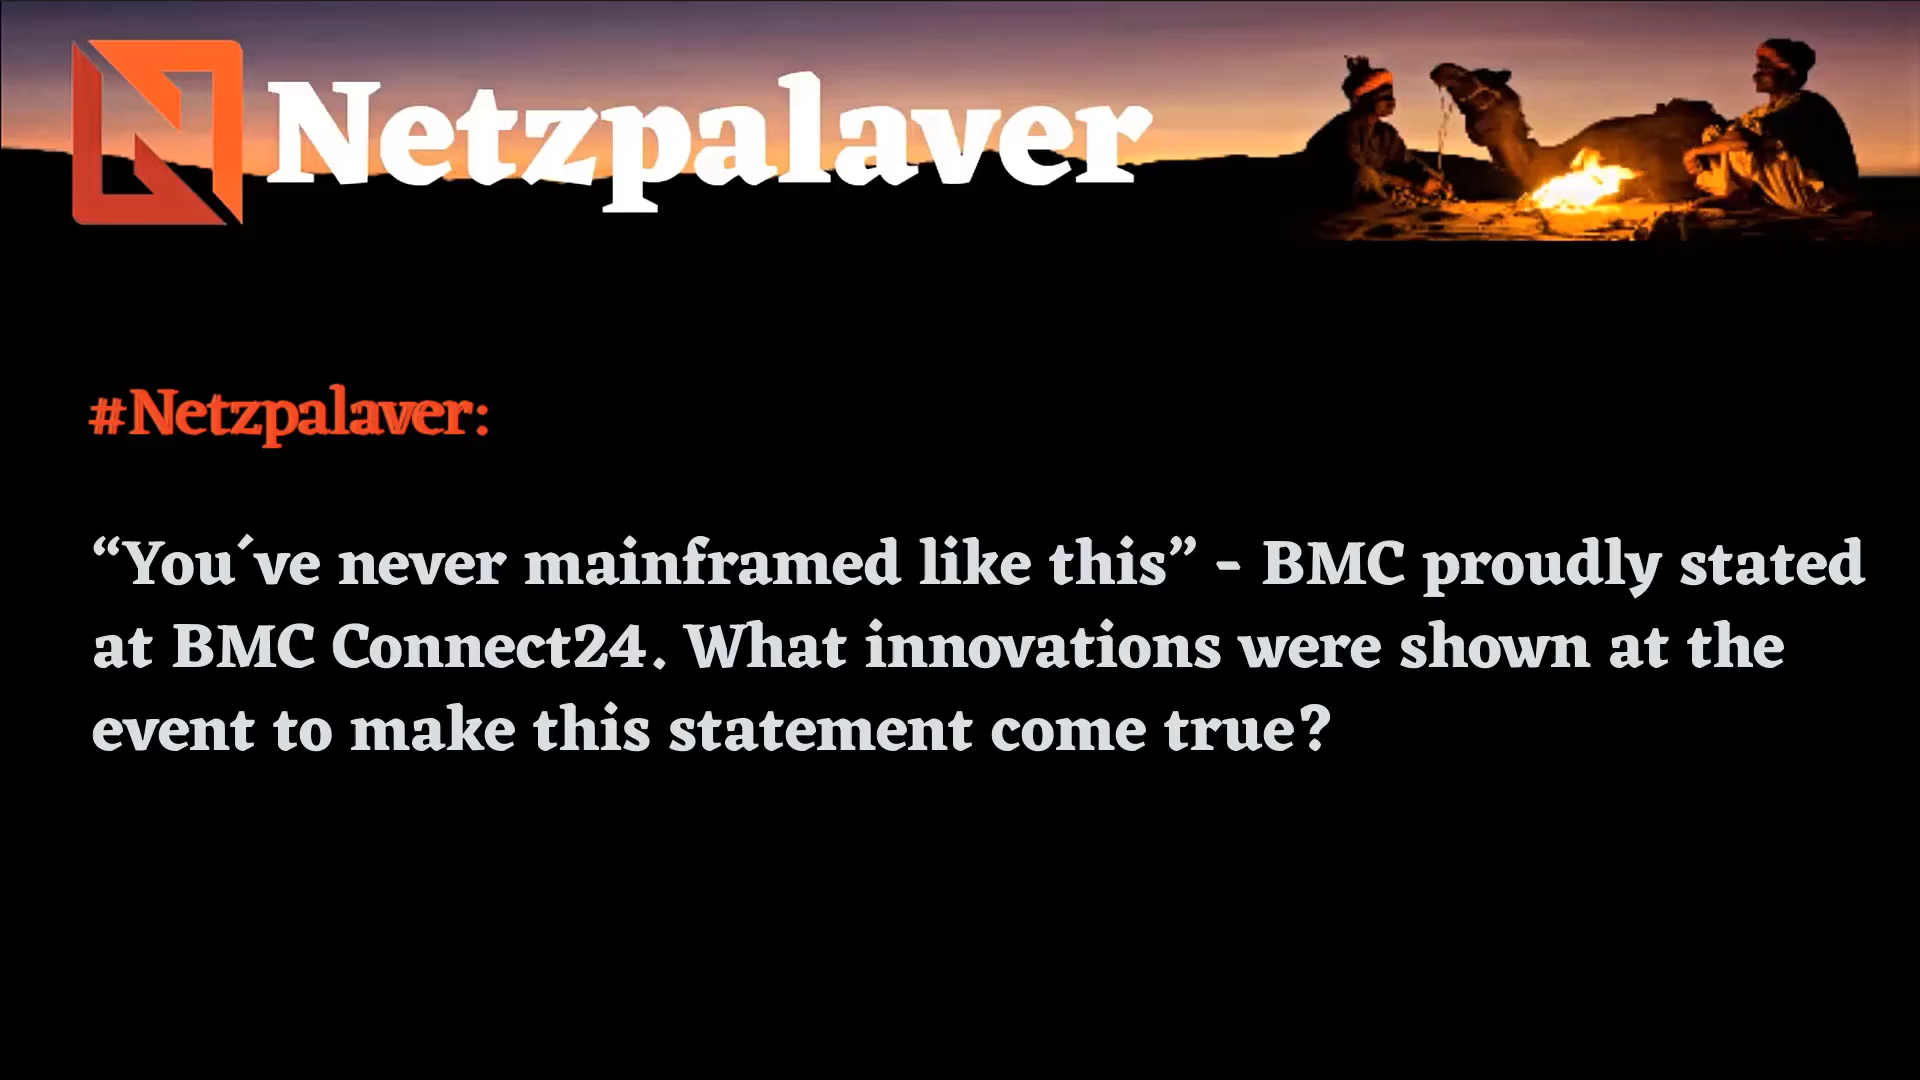 Netzpalaver
#Netzpalaver:
“You´ve never mainframed like this” - BMC proudly stated
at BMC Connect24. What innovations were shown at the
event to make this statement come true?